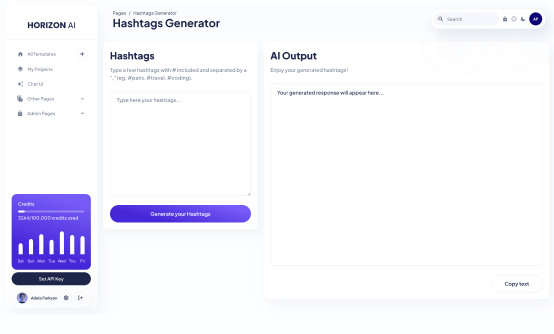 HORIZON AI
All Templates
My Projects
Chat UI
Other Pages
Admin Pages
Credits
3264/100.000 credits used
Sat Sun Mon Tue Wed Thu Fri
Set API Key
Adela Parkson
Pages / Hashtags Generator
Hashtags Generator
Search
AP
Hashtags
Type a few hashtags with # included and separated by a
"," (eg. #paris, #travel, #coding).
Type here your hashtags...
Generate your Hashtags
AI Output
Enjoy your generated hashtags!
Your generated response will appear here...
Copy text